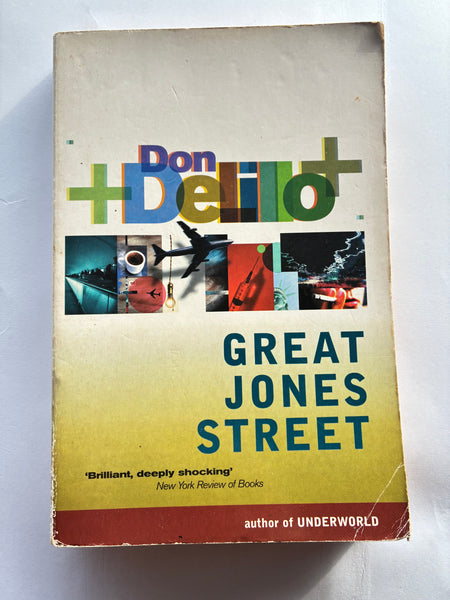 Don
+Delillo+
GREAT
JONES
STREET
‘Brilliant, deeply shocking’
New York Review of Books
author of UNDERWORLD